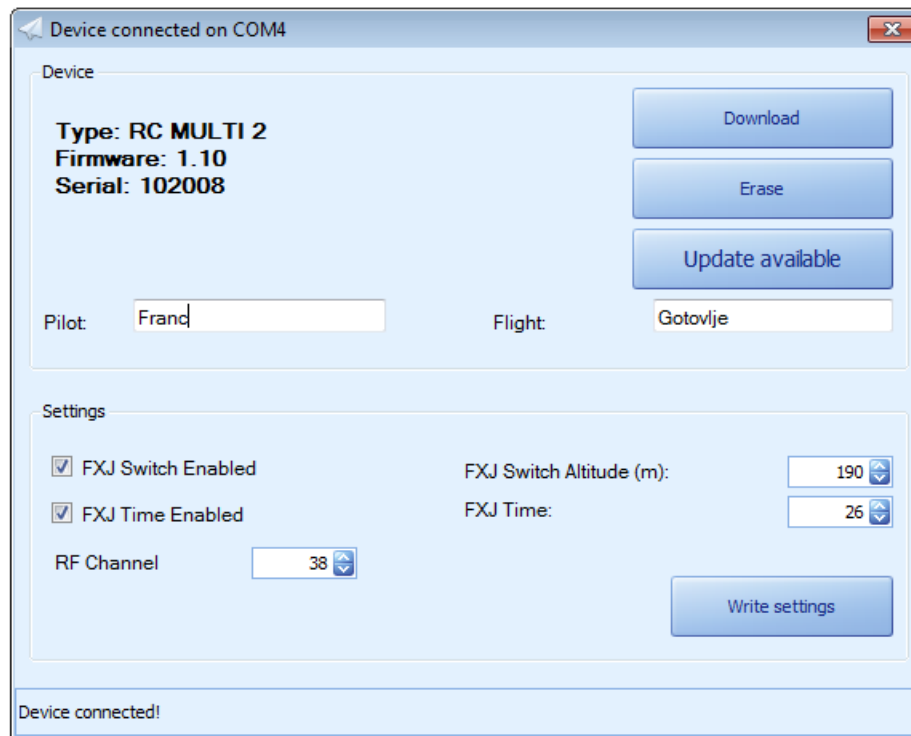 Device connected on COM4
Device
Type: RC MULTI 2
Firmware: 1.10
Serial: 102008
Download
Erase
Update available
Pilot: Franc Flight: Gotovlje
Settings
FXJ Switch Enabled FXJ Switch Altitude (m): 190
FXJ Time Enabled FXJ Time: 26
RF Channel 38
Write settings
Device connected!